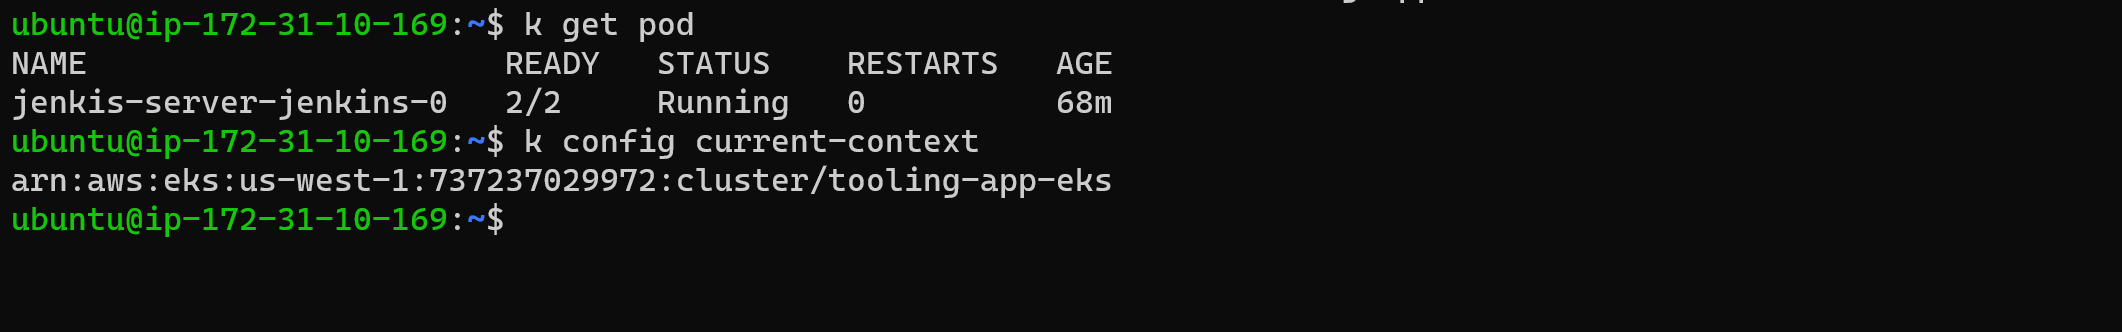 ubuntu@ip-172-31-10-169:~$ k get pod
NAME                      READY   STATUS    RESTARTS   AGE
jenkis-server-jenkins-0   2/2     Running   0          68m
ubuntu@ip-172-31-10-169:~$ k config current-context
arn:aws:eks:us-west-1:737237029972:cluster/tooling-app-eks
ubuntu@ip-172-31-10-169:~$